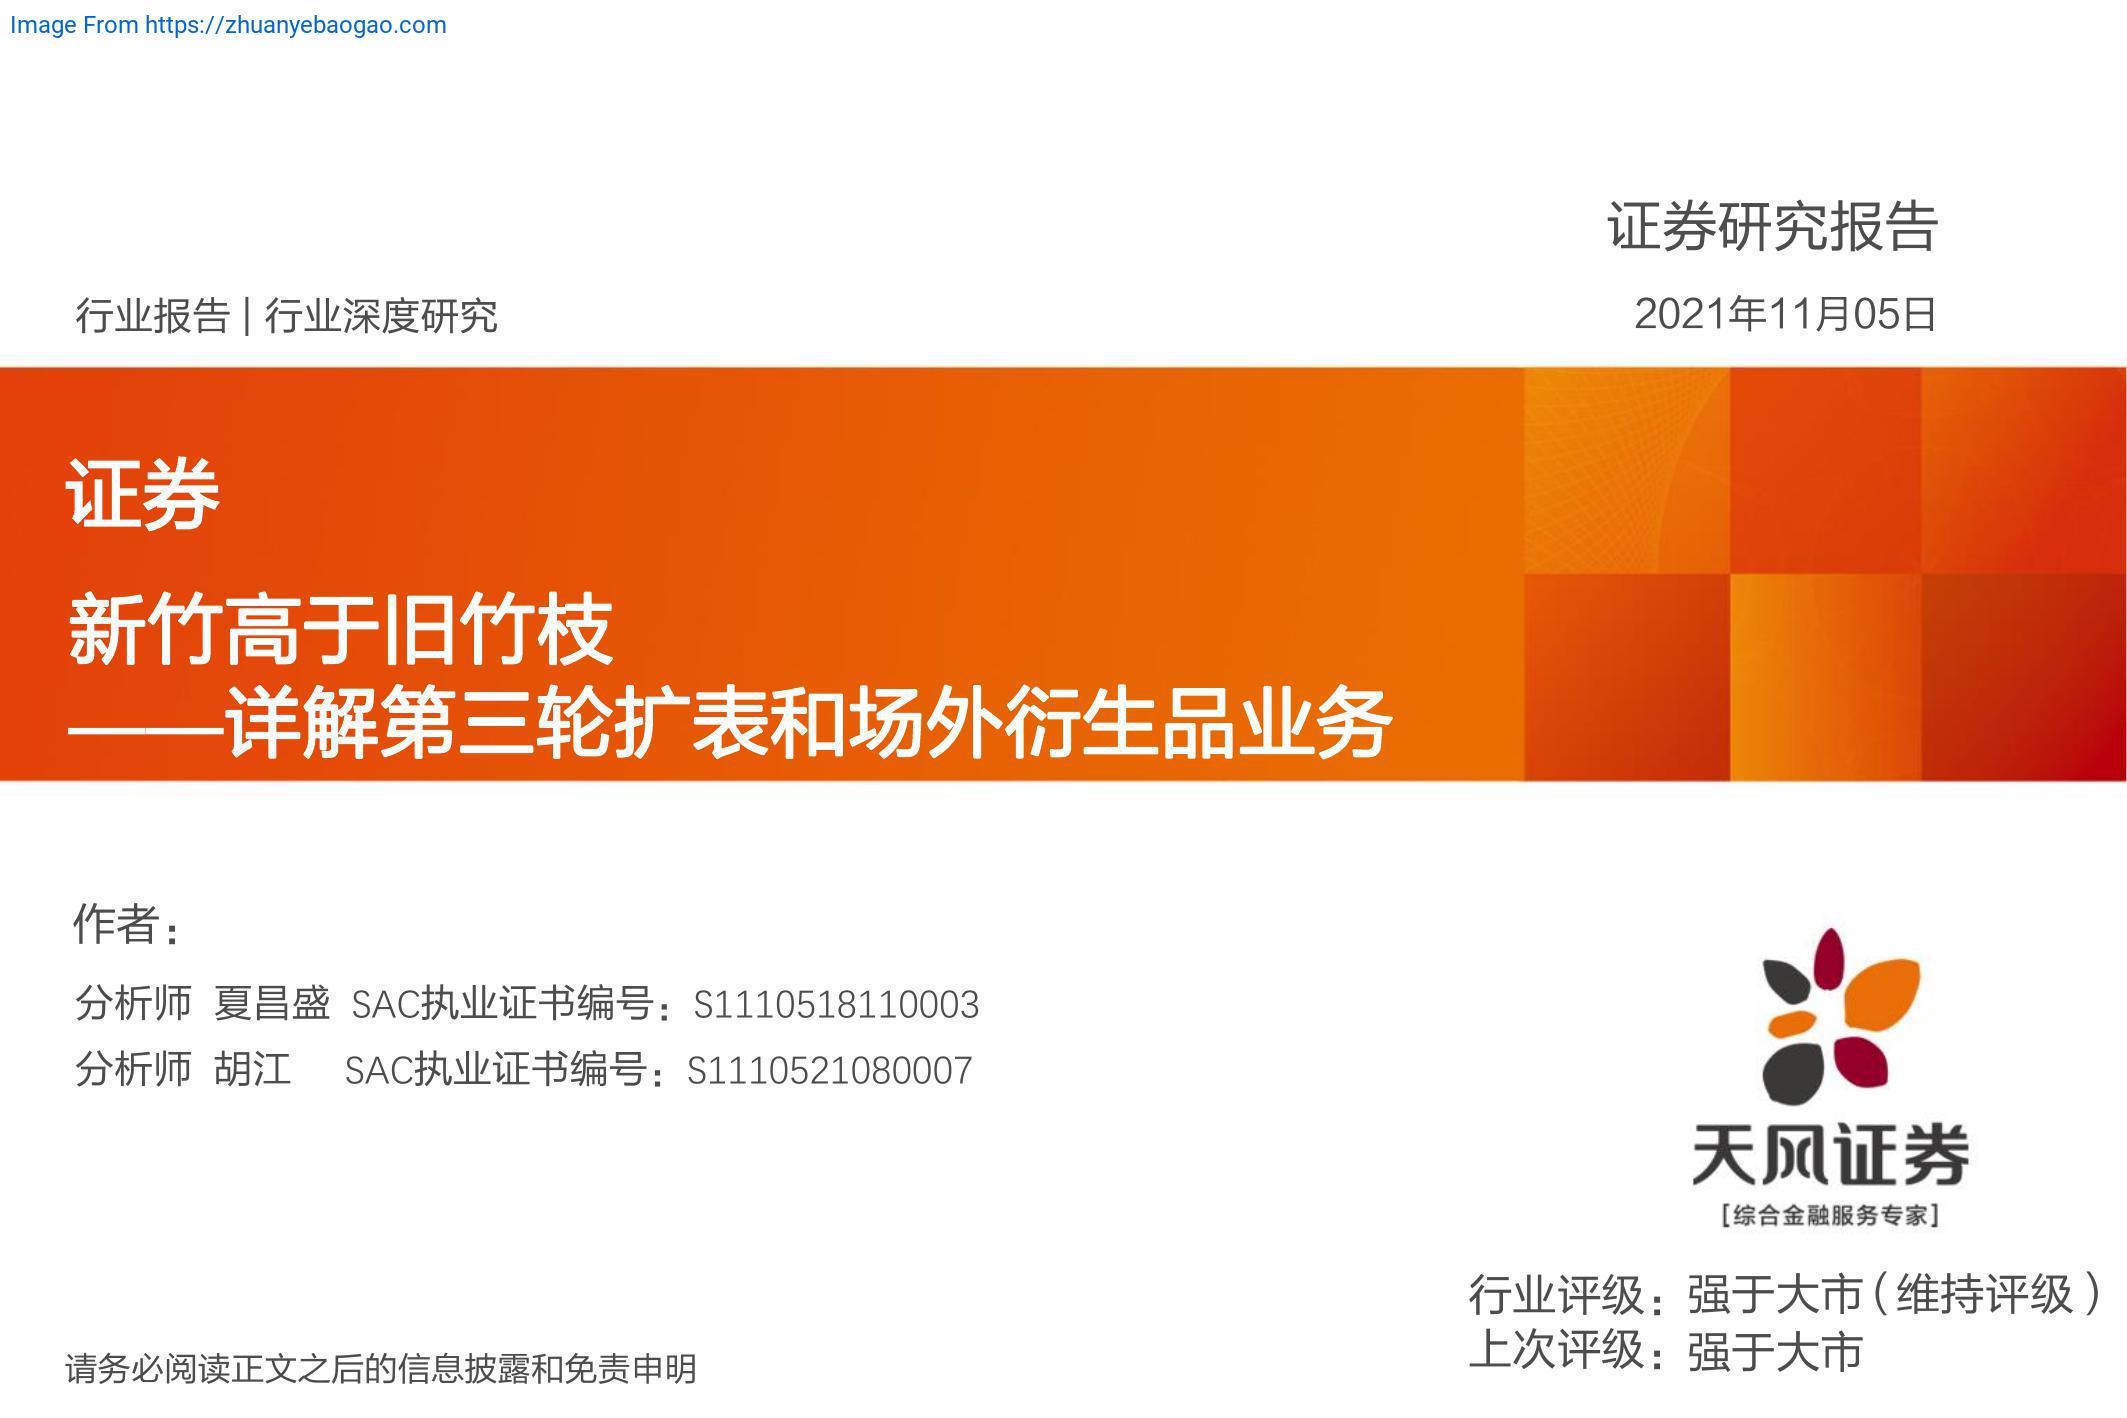 Image From https://zhuanyebaogao.com
证券研究报告
行业报告 | 行业深度研究
2021年11月05日
证券
新竹高于旧竹枝
——详解第三轮扩表和场外衍生品业务
作者：
分析师 夏昌盛 SAC执业证书编号：S1110518110003
分析师 胡江 SAC执业证书编号：S1110521080007
天风证券
[综合金融服务专家]
行业评级：强于大市（维持评级）
上次评级：强于大市
请务必阅读正文之后的信息披露和免责申明